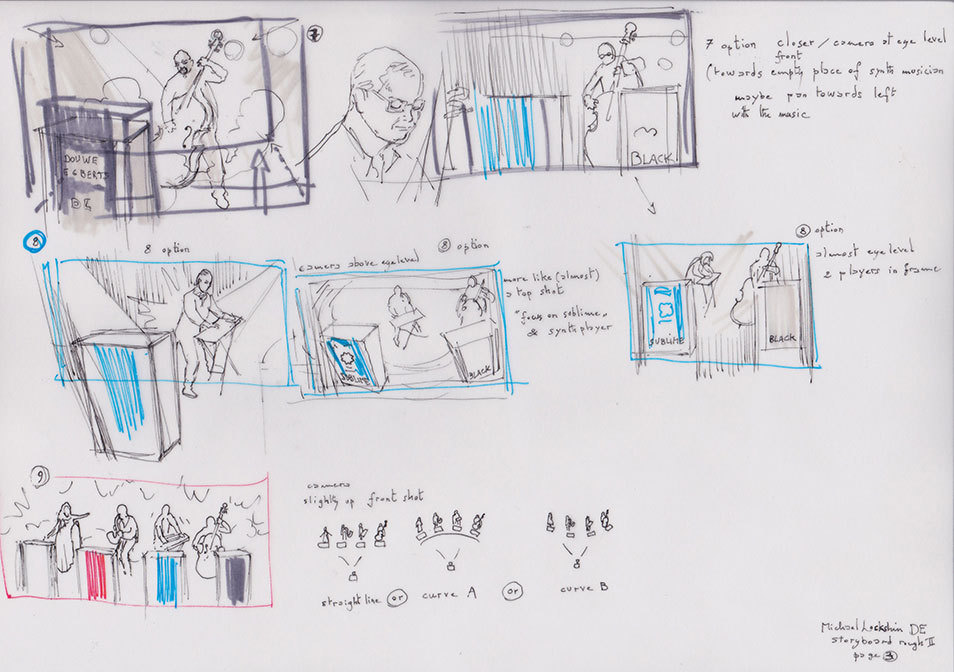 7
DOUWE
EGBERTS
DE
BLACK
7 option closer / camera at eye level
front
(towards empty place of synth musician
maybe pan towards left
with the music
8
8 option
camera above eyelevel
8 option
more like (almost)
a top shot
"focus on sublime"
& synth player
SUBLIME
BLACK
8 option
almost eye level
2 players in frame
SUBLIME
BLACK
9
camera
slightly up front shot
straight line or curve A or curve B
Michael Lockshin DE
storyboard rough II
page 3